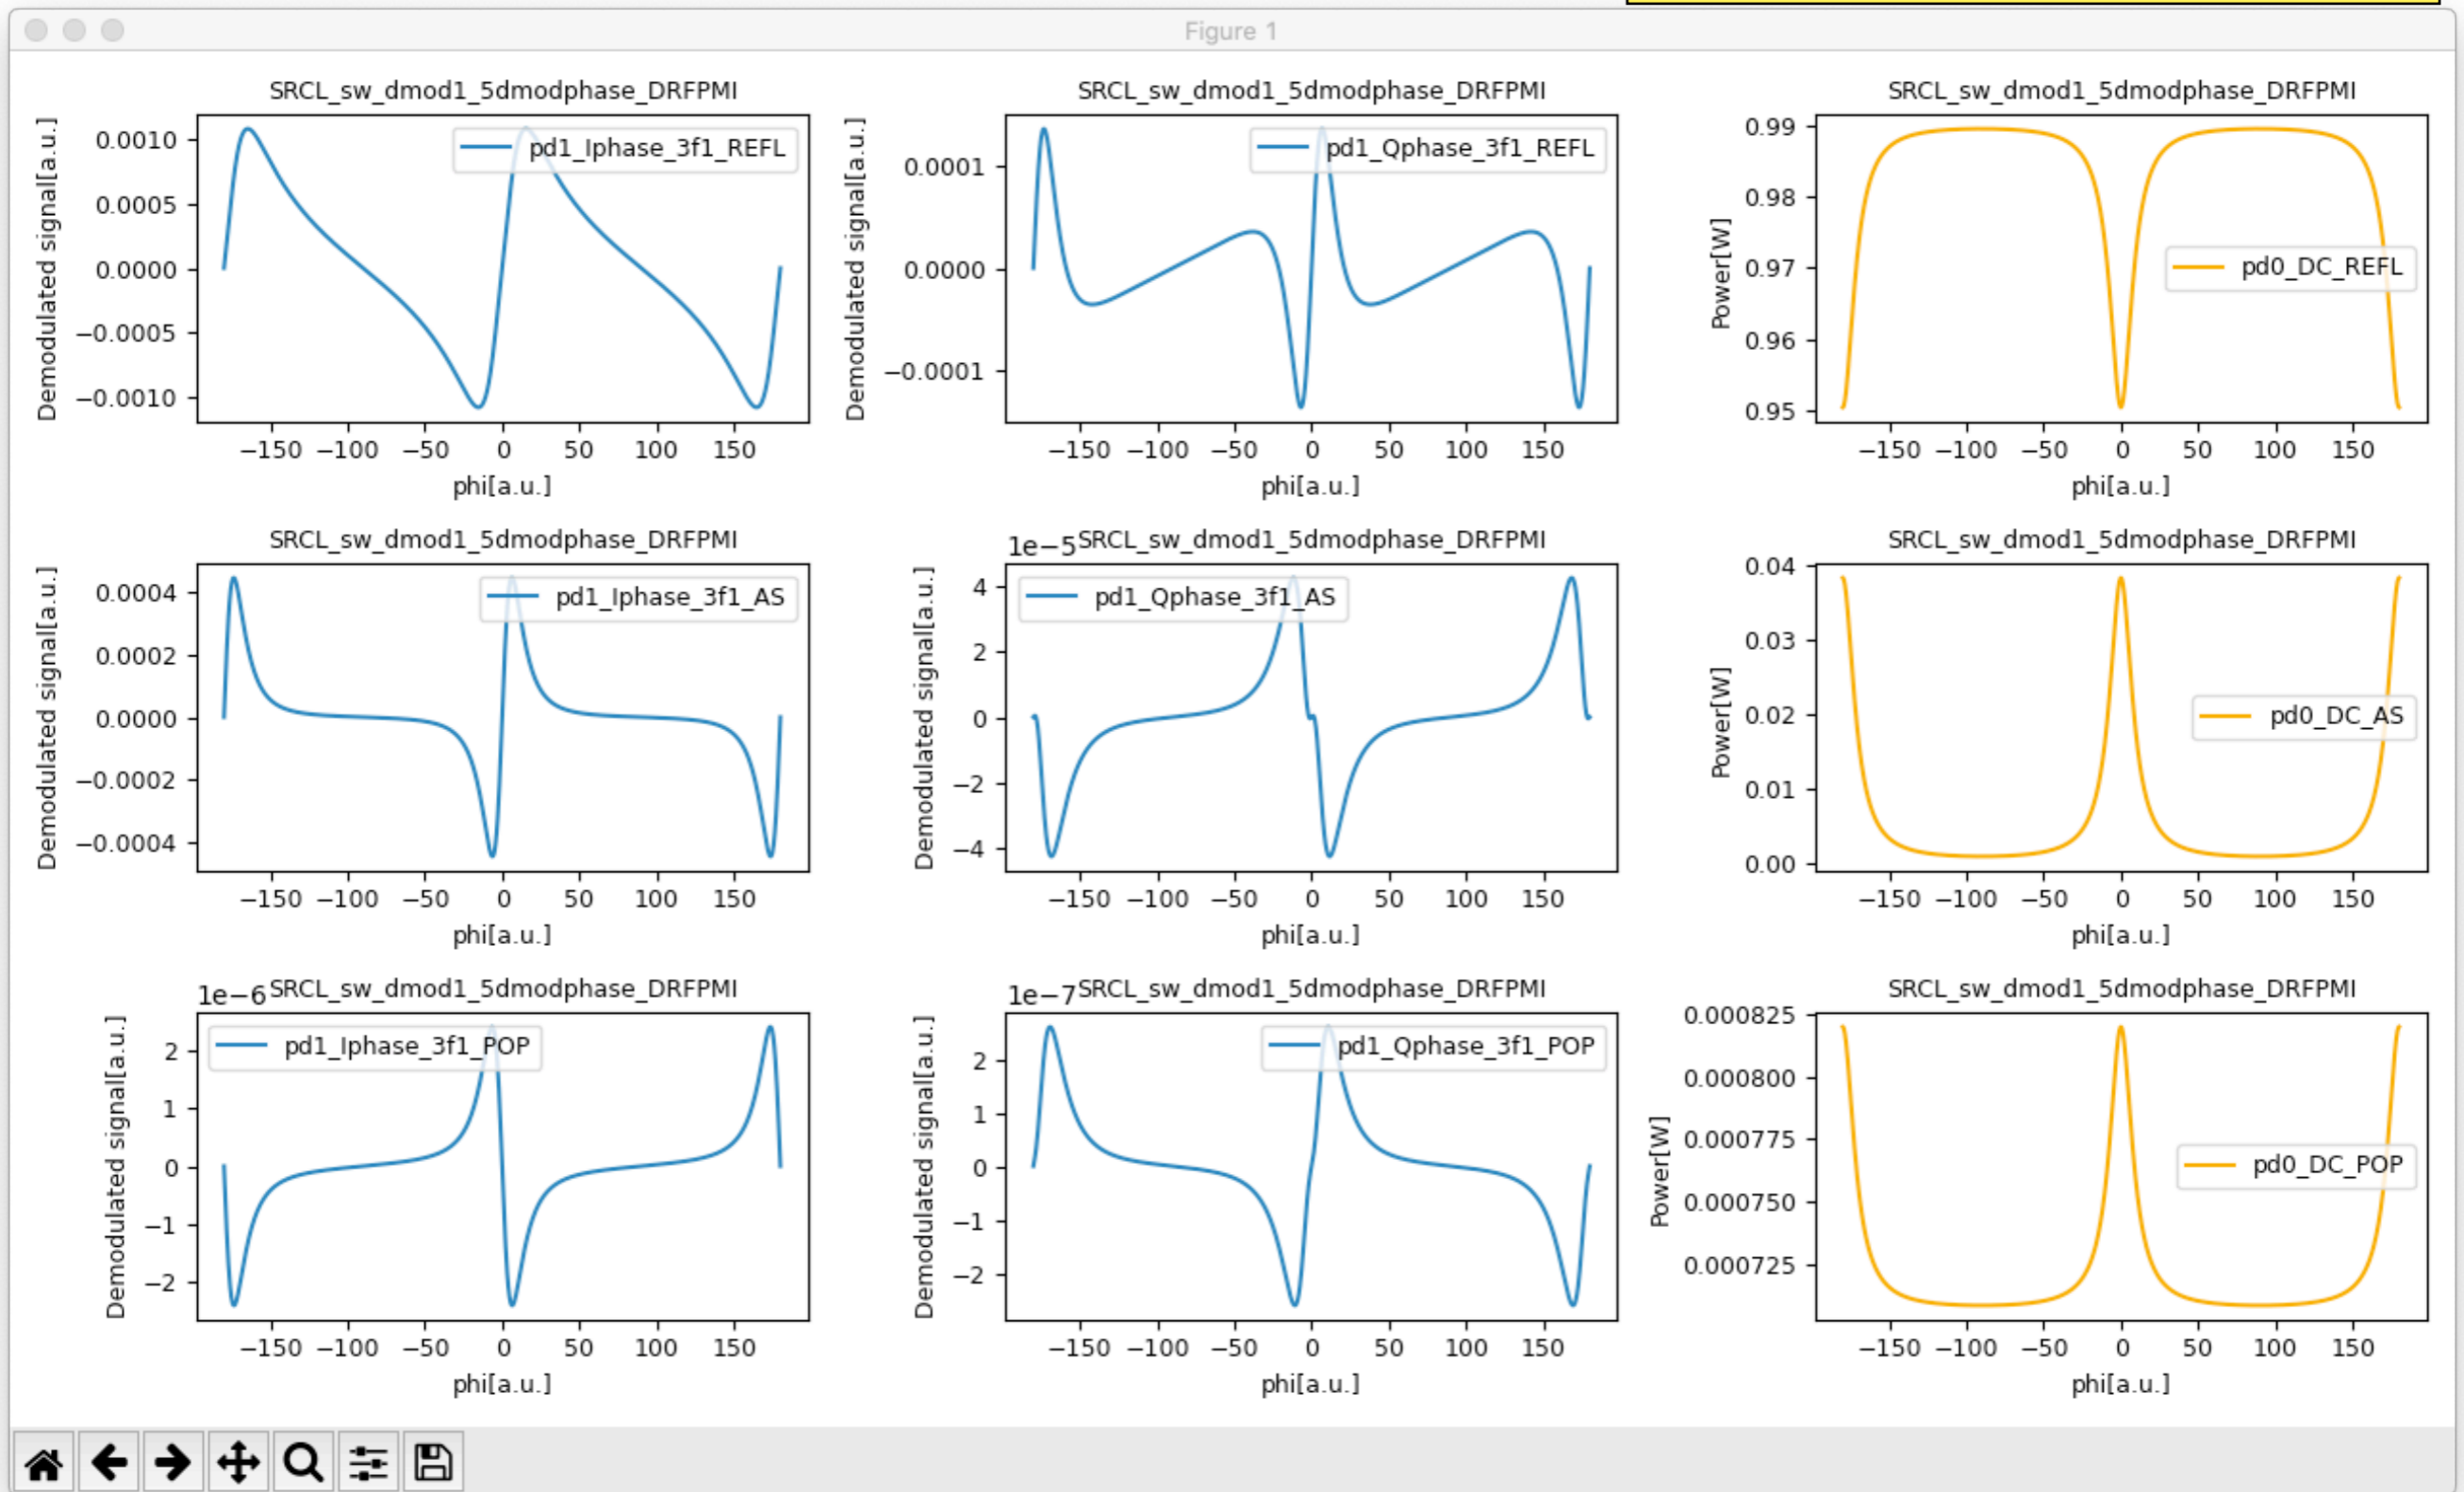 Figure 1
SRCL_sw_dmod1_5dmodphase_DRFPMI
Demodulated signal[a.u.]
0.0010
0.0005
0.0000
−0.0005
−0.0010
pd1_Iphase_3f1_REFL
−150 −100 −50 0 50 100 150
phi[a.u.]
SRCL_sw_dmod1_5dmodphase_DRFPMI
Demodulated signal[a.u.]
0.0001
0.0000
−0.0001
pd1_Qphase_3f1_REFL
−150 −100 −50 0 50 100 150
phi[a.u.]
SRCL_sw_dmod1_5dmodphase_DRFPMI
Power[W]
0.99
0.98
0.97
0.96
0.95
pd0_DC_REFL
−150 −100 −50 0 50 100 150
phi[a.u.]
SRCL_sw_dmod1_5dmodphase_DRFPMI
Demodulated signal[a.u.]
0.0004
0.0002
0.0000
−0.0002
−0.0004
pd1_Iphase_3f1_AS
−150 −100 −50 0 50 100 150
phi[a.u.]
1e−5 SRCL_sw_dmod1_5dmodphase_DRFPMI
Demodulated signal[a.u.]
4
2
0
−2
−4
pd1_Qphase_3f1_AS
−150 −100 −50 0 50 100 150
phi[a.u.]
SRCL_sw_dmod1_5dmodphase_DRFPMI
Power[W]
0.04
0.03
0.02
0.01
0.00
pd0_DC_AS
−150 −100 −50 0 50 100 150
phi[a.u.]
1e−6 SRCL_sw_dmod1_5dmodphase_DRFPMI
Demodulated signal[a.u.]
2
1
0
−1
−2
pd1_Iphase_3f1_POP
−150 −100 −50 0 50 100 150
phi[a.u.]
1e−7 SRCL_sw_dmod1_5dmodphase_DRFPMI
Demodulated signal[a.u.]
2
1
0
−1
−2
pd1_Qphase_3f1_POP
−150 −100 −50 0 50 100 150
phi[a.u.]
SRCL_sw_dmod1_5dmodphase_DRFPMI
Power[W]
0.000825
0.000800
0.000775
0.000750
0.000725
pd0_DC_POP
−150 −100 −50 0 50 100 150
phi[a.u.]